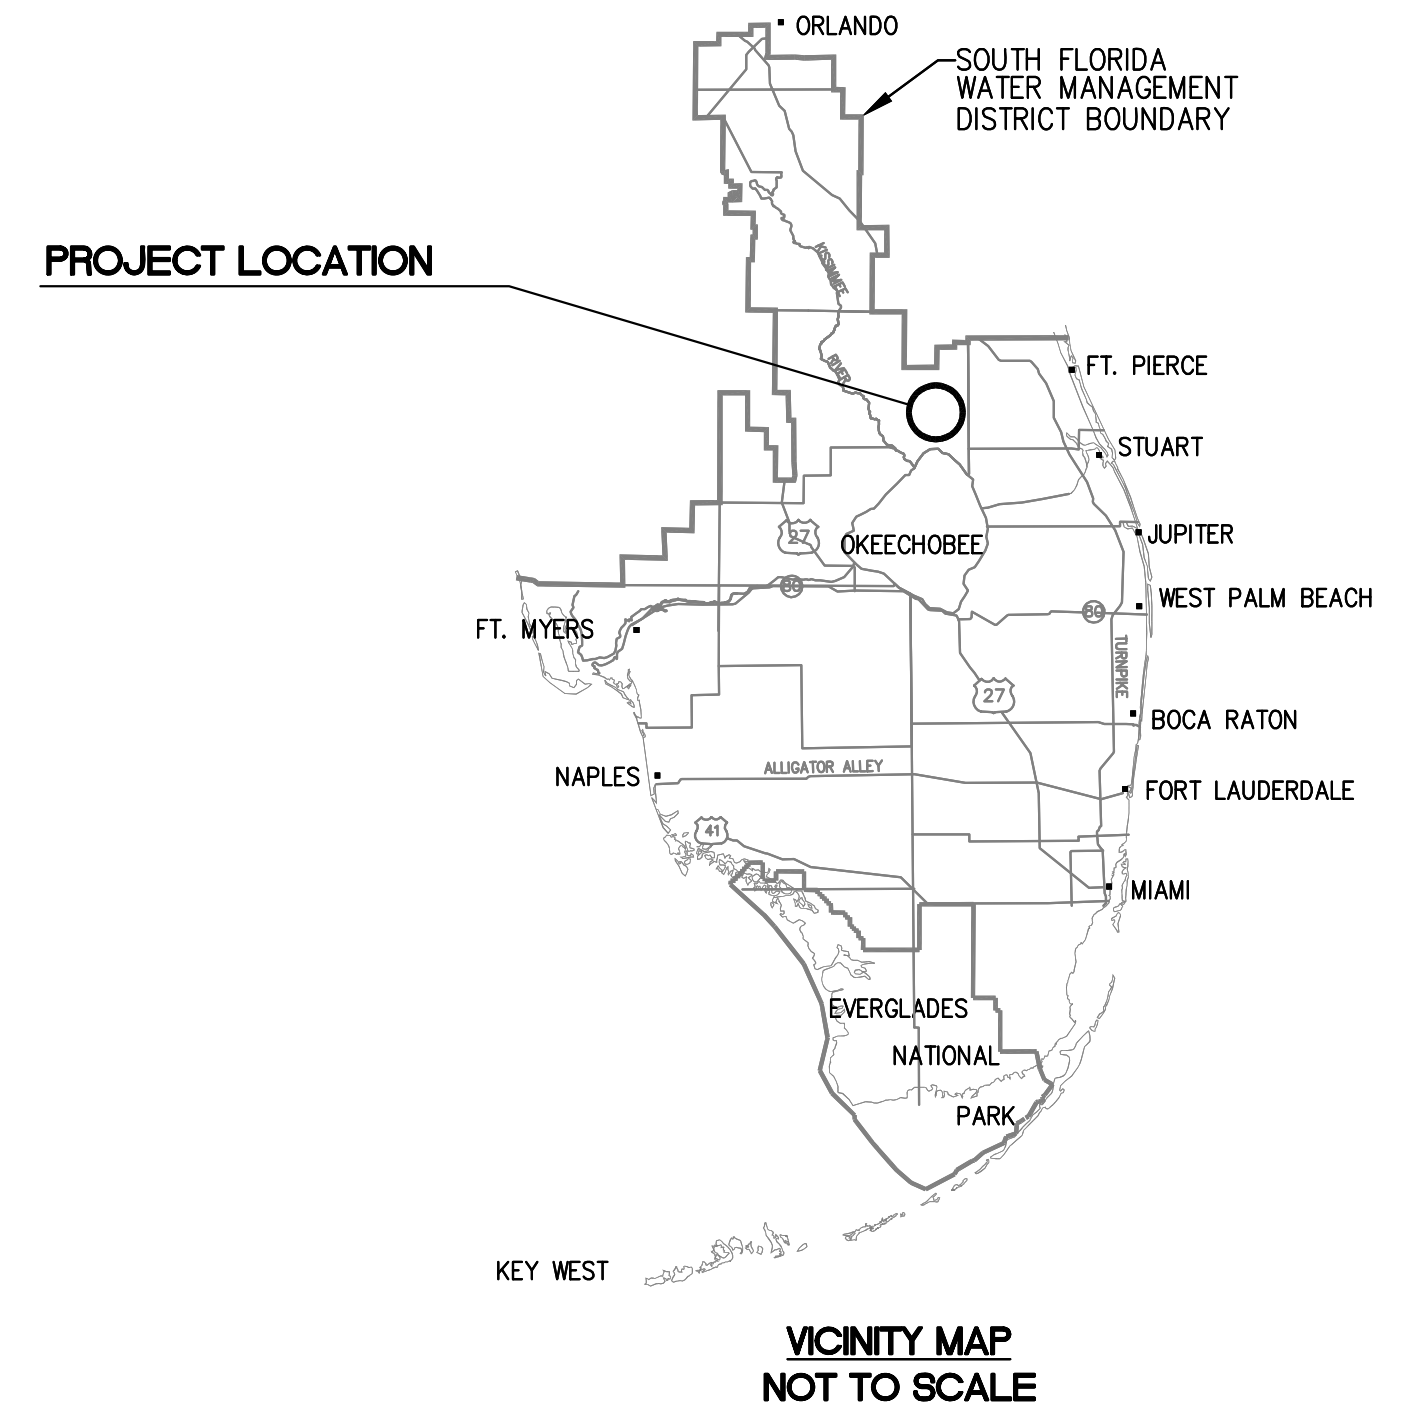 ORLANDO
SOUTH FLORIDA
WATER MANAGEMENT
DISTRICT BOUNDARY
PROJECT LOCATION
KISSIMMEE
RIVER
FT. PIERCE
STUART
27
OKEECHOBEE
JUPITER
80
WEST PALM BEACH
80
FT. MYERS
TURNPIKE
27
BOCA RATON
ALLIGATOR ALLEY
NAPLES
FORT LAUDERDALE
41
MIAMI
EVERGLADES
NATIONAL
PARK
KEY WEST
VICINITY MAP
NOT TO SCALE